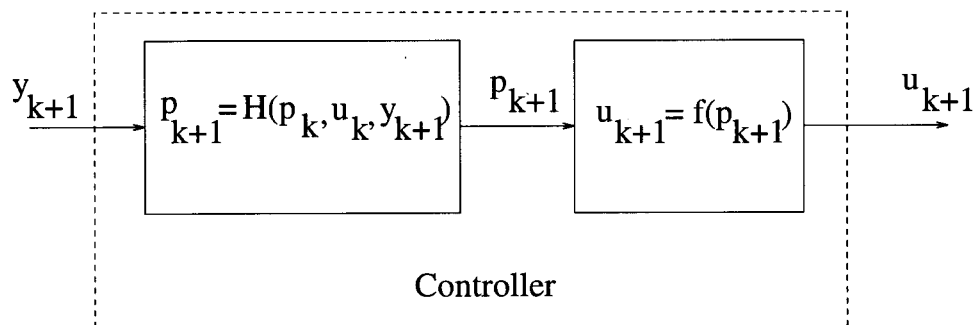 y_{k+1}
p_{k+1} = H(p_k, u_k, y_{k+1})
p_{k+1}
u_{k+1} = f(p_{k+1})
u_{k+1}
Controller